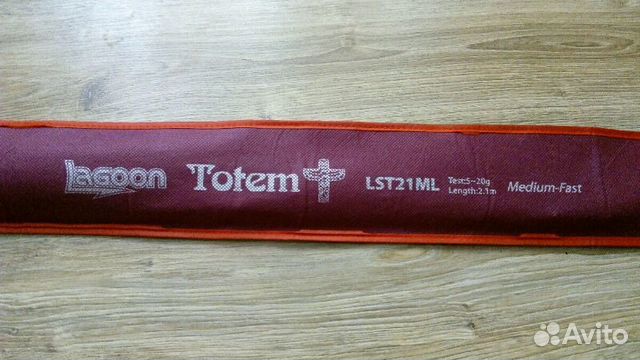 Lagoon Totem LST21ML Test:5-20g Medium-Fast
Length:2.1m
Avito